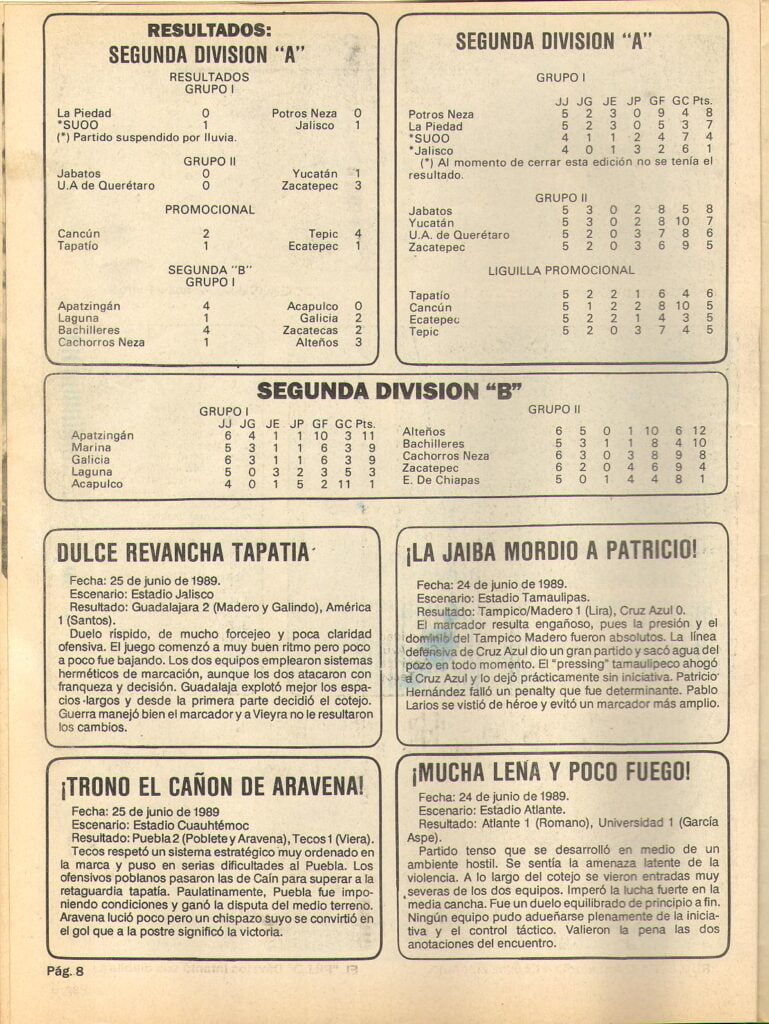 RESULTADOS:
SEGUNDA DIVISION "A"
RESULTADOS
GRUPO I
La Piedad 0 Potros Neza 0
*SUOO 1 Jalisco 1
(*) Partido suspendido por lluvia.
GRUPO II
Jabatos 0 Yucatán 1
U.A de Querétaro 0 Zacatepec 3
PROMOCIONAL
Cancún 2 Tepic 4
Tapatío 1 Ecatepec 1
SEGUNDA "B"
GRUPO I
Apatzingán 4 Acapulco 0
Laguna 1 Galicia 2
Bachilleres 4 Zacatecas 2
Cachorros Neza 1 Alteños 3
SEGUNDA DIVISION "A"
GRUPO I
JJ JG JE JP GF GC Pts.
Potros Neza 5 2 3 0 9 4 8
La Piedad 5 2 3 0 5 3 7
*SUOO 4 1 1 2 4 7 4
*Jalisco 4 0 1 3 2 6 1
(*) Al momento de cerrar esta edición no se tenía el
resultado.
GRUPO II
Jabatos 5 3 0 2 8 5 8
Yucatán 5 3 0 2 8 10 7
U.A. de Querétaro 5 2 0 3 7 8 6
Zacatepec 5 2 0 3 6 9 5
LIGUILLA PROMOCIONAL
Tapatío 5 2 2 1 6 4 6
Cancún 5 1 2 2 8 10 5
Ecatepec 5 2 2 1 4 3 5
Tepic 5 2 0 3 7 4 5
SEGUNDA DIVISION "B"
GRUPO I
JJ JG JE JP GF GC Pts.
Apatzingán 6 4 1 1 10 3 11
Marina 5 3 1 1 6 3 9
Galicia 6 3 1 1 6 3 9
Laguna 5 0 3 2 3 5 3
Acapulco 4 0 1 5 2 11 1
GRUPO II
Alteños 6 5 0 1 10 6 12
Bachilleres 5 3 1 1 8 4 10
Cachorros Neza 6 3 0 3 8 9 8
Zacatepec 6 2 0 4 6 9 4
E. De Chiapas 5 0 1 4 4 8 1
DULCE REVANCHA TAPATIA
Fecha: 25 de junio de 1989.
Escenario: Estadio Jalisco
Resultado: Guadalajara 2 (Madero y Galindo), América
1 (Santos).
Duelo ríspido, de mucho forcejeo y poca claridad
ofensiva. El juego comenzó a muy buen ritmo pero poco
a poco fue bajando. Los dos equipos emplearon sistemas
herméticos de marcación, aunque los dos atacaron con
franqueza y decisión. Guadalaja explotó mejor los espa-
cios largos y desde la primera parte decidió el cotejo.
Guerra manejó bien el marcador y a Vieyra no le resultaron
los cambios.
¡LA JAIBA MORDIO A PATRICIO!
Fecha: 24 de junio de 1989.
Escenario: Estadio Tamaulipas.
Resultado: Tampico/Madero 1 (Lira), Cruz Azul 0.
El marcador resulta engañoso, pues la presión y el
dominio del Tampico Madero fueron absolutos. La línea
defensiva de Cruz Azul dio un gran partido y sacó agua del
pozo en todo momento. El "pressing" tamaulipeco ahogó
a Cruz Azul y lo dejó prácticamente sin iniciativa. Patricio
Hernández falló un penalty que fue determinante. Pablo
Larios se vistió de héroe y evitó un marcador más amplio.
¡TRONO EL CAÑON DE ARAVENA!
Fecha: 25 de junio de 1989
Escenario: Estadio Cuauhtémoc
Resultado: Puebla 2 (Poblete y Aravena), Tecos 1 (Viera).
Tecos respetó un sistema estratégico muy ordenado en
la marca y puso en serias dificultades al Puebla. Los
ofensivos poblanos pasaron las de Caín para superar a la
retaguardia tapatía. Paulatinamente, Puebla fue impo-
niendo condiciones y ganó la disputa del medio terreno.
Aravena lució poco pero un chispazo suyo se convirtió en
el gol que a la postre significó la victoria.
¡MUCHA LENA Y POCO FUEGO!
Fecha: 24 de junio de 1989.
Escenario: Estadio Atlante.
Resultado: Atlante 1 (Romano), Universidad 1 (García
Aspe).
Partido tenso que se desarrolló en medio de un
ambiente hostil. Se sentía la amenaza latente de la
violencia. A lo largo del cotejo se vieron entradas muy
severas de los dos equipos. Imperó la lucha fuerte en la
media cancha. Fue un duelo equilibrado de principio a fin.
Ningún equipo pudo adueñarse plenamente de la inicia-
tiva y el control táctico. Valieron la pena las dos
anotaciones del encuentro.
Pág. 8